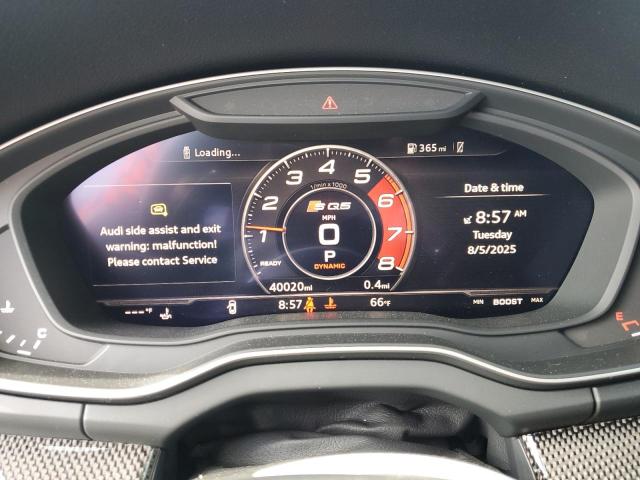 Loading...
365 mi
Audi side assist and exit
warning: malfunction!
Please contact Service
1 2 3 4 5 6 7 8
1/min x 1000
SQ5
MPH
0
P
DYNAMIC
READY
Date & time
8:57 AM
Tuesday
8/5/2025
40020mi
0.4mi
---°F
8:57
66°F
MIN BOOST MAX
C
E